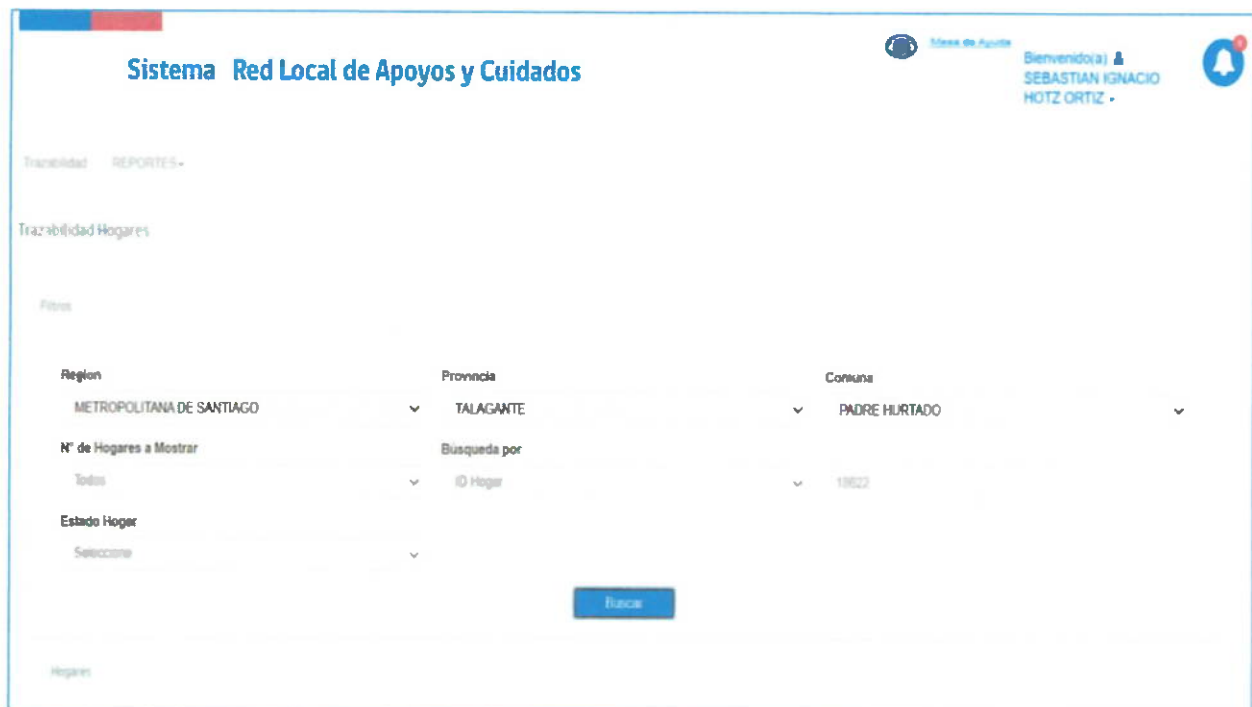 Mesa de Ayuda
Sistema Red Local de Apoyos y Cuidados
Bienvenido(a)
SEBASTIAN IGNACIO
HOTZ ORTIZ
Trazabilidad REPORTES
Trazabilidad Hogares
Filtros
Region Provincia Comuna
METROPOLITANA DE SANTIAGO TALAGANTE PADRE HURTADO
N° de Hogares a Mostrar Búsqueda por
Todos ID Hogar
Estado Hogar
Seleccione
Buscar
Hogares